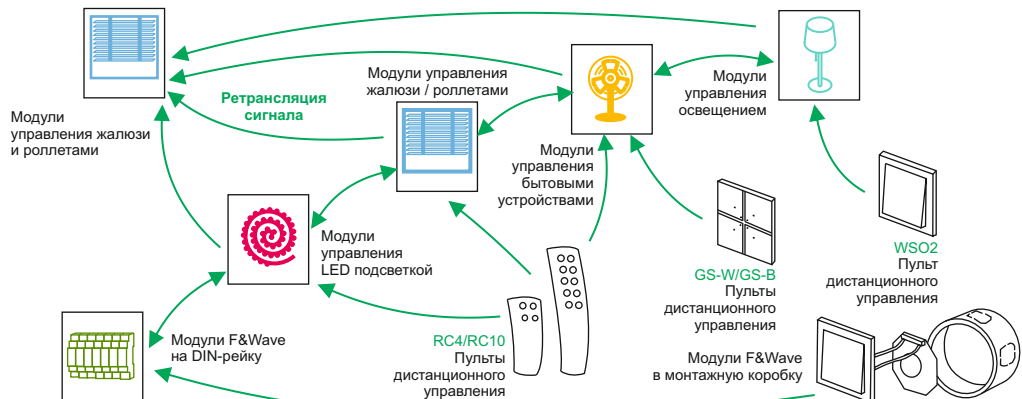 Модули
управления жалюзи
и роллетами
Ретрансляция
сигнала
Модули управления
жалюзи / роллетами
Модули
управления
освещением
Модули
управления
бытовыми
устройствами
Модули
управления
LED подсветкой
GS-W/GS-B
Пульты
дистанционного
управления
WSO2
Пульт
дистанционного
управления
Модули F&Wave
на DIN-рейку
RC4/RC10
Пульты
дистанционного
управления
Модули F&Wave
в монтажную коробку